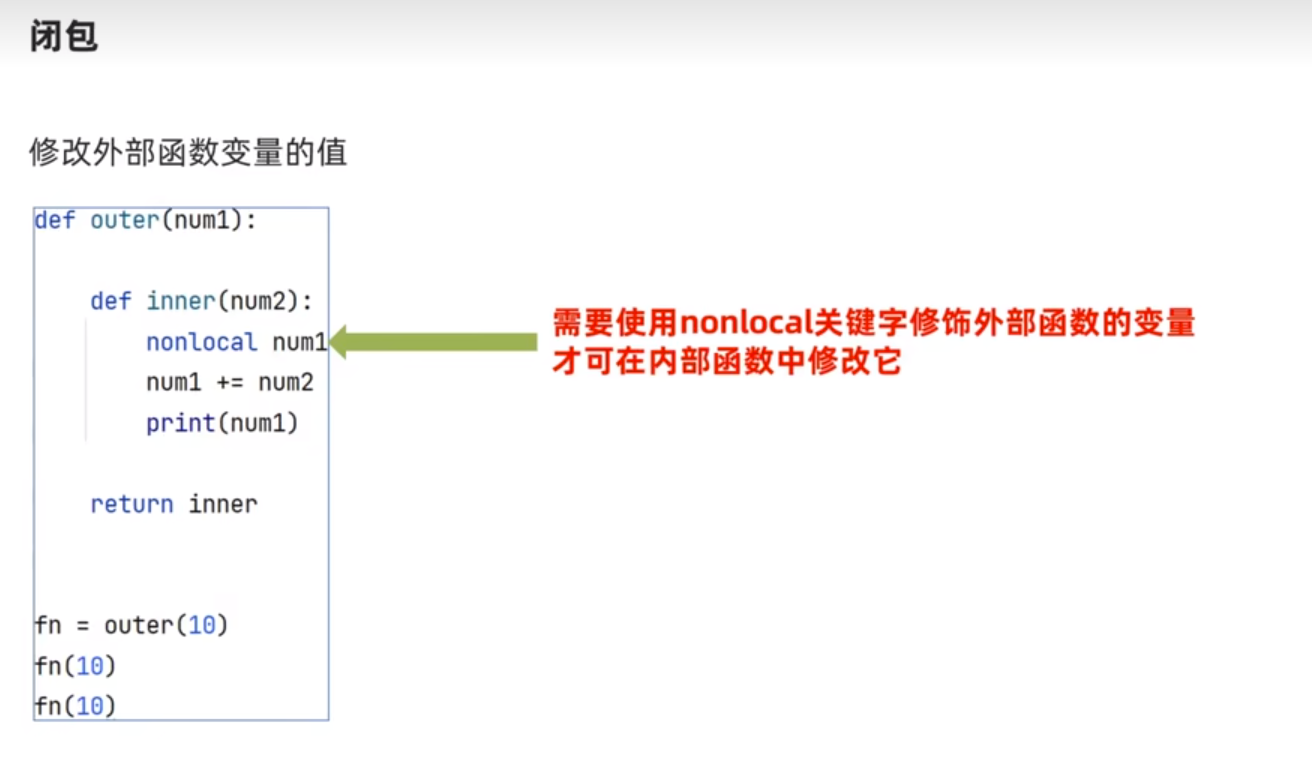 闭包
修改外部函数变量的值
def outer(num1):
    def inner(num2):
        nonlocal num1
        num1 += num2
        print(num1)
    return inner
fn = outer(10)
fn(10)
fn(10)
需要使用nonlocal关键字修饰外部函数的变量
才可在内部函数中修改它